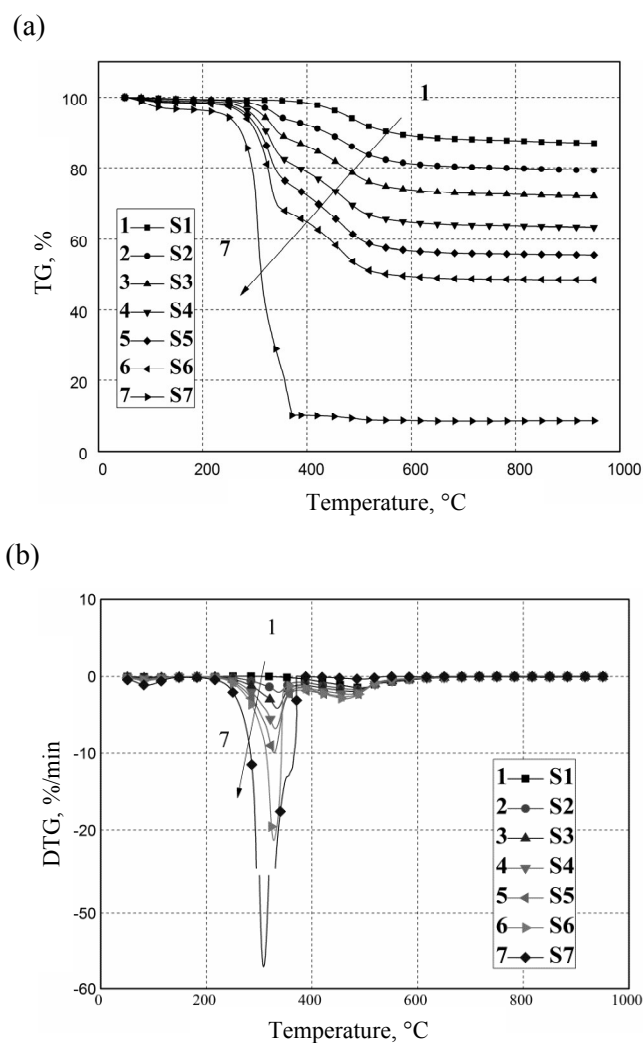 (a)
TG, %
100
80
60
40
20
0
1
7
1 S1
2 S2
3 S3
4 S4
5 S5
6 S6
7 S7
0 200 400 600 800 1000
Temperature, °C
(b)
DTG, %/min
10
0
-10
-20
-50
-60
1
7
1 S1
2 S2
3 S3
4 S4
5 S5
6 S6
7 S7
0 200 400 600 800 1000
Temperature, °C